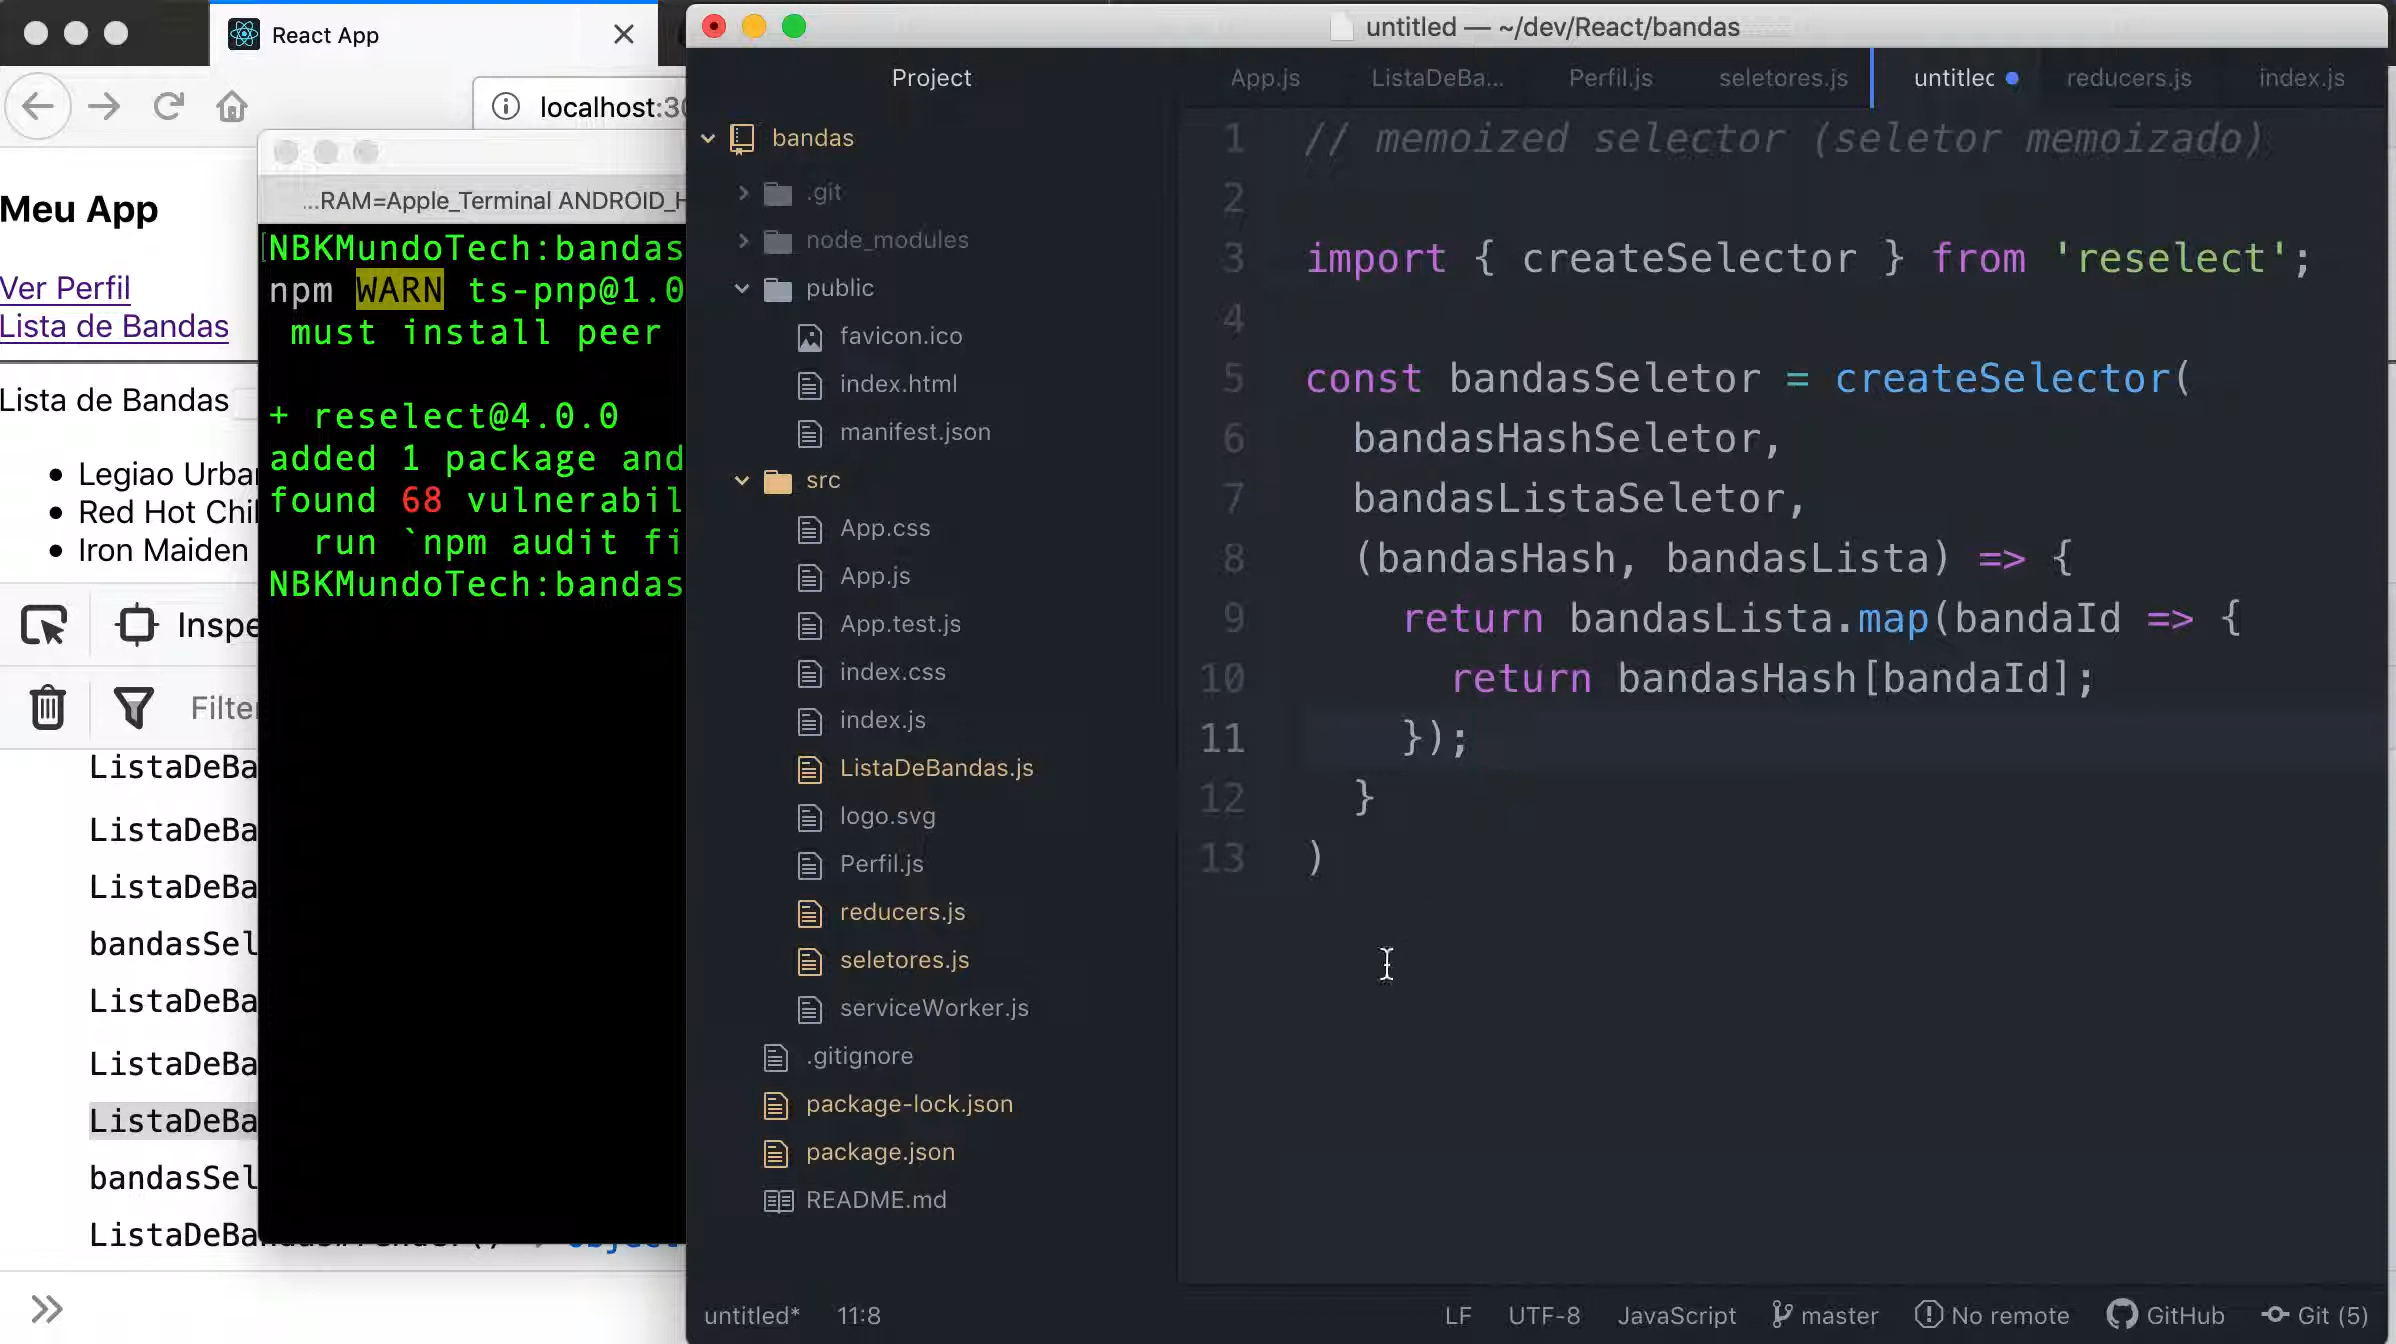 React App
localhost:30
Meu App
Ver Perfil
Lista de Bandas
Lista de Bandas
Legiao Urba
Red Hot Chil
Iron Maiden
Inspe
Filte
ListaDeBa
ListaDeBa
ListaDeBa
bandasSel
ListaDeBa
ListaDeBa
ListaDeBa
bandasSel
ListaDeBa
...RAM=Apple_Terminal ANDROID_H
NBKMundoTech:bandas
npm WARN ts-pnp@1.0
must install peer
+ reselect@4.0.0
added 1 package and
found 68 vulnerabil
run `npm audit fi
NBKMundoTech:bandas
untitled — ~/dev/React/bandas
Project
bandas
.git
node_modules
public
favicon.ico
index.html
manifest.json
src
App.css
App.js
App.test.js
index.css
index.js
ListaDeBandas.js
logo.svg
Perfil.js
reducers.js
seletores.js
serviceWorker.js
.gitignore
package-lock.json
package.json
README.md
App.js ListaDeBa... Perfil.js seletores.js untitled reducers.js index.js
1 // memoized selector (seletor memoizado)
2
3 import { createSelector } from 'reselect';
4
5 const bandasSeletor = createSelector(
6 bandasHashSeletor,
7 bandasListaSeletor,
8 (bandasHash, bandasLista) => {
9 return bandasLista.map(bandaId => {
10 return bandasHash[bandaId];
11 });
12 }
13 )
untitled* 11:8 LF UTF-8 JavaScript master No remote GitHub Git (5)